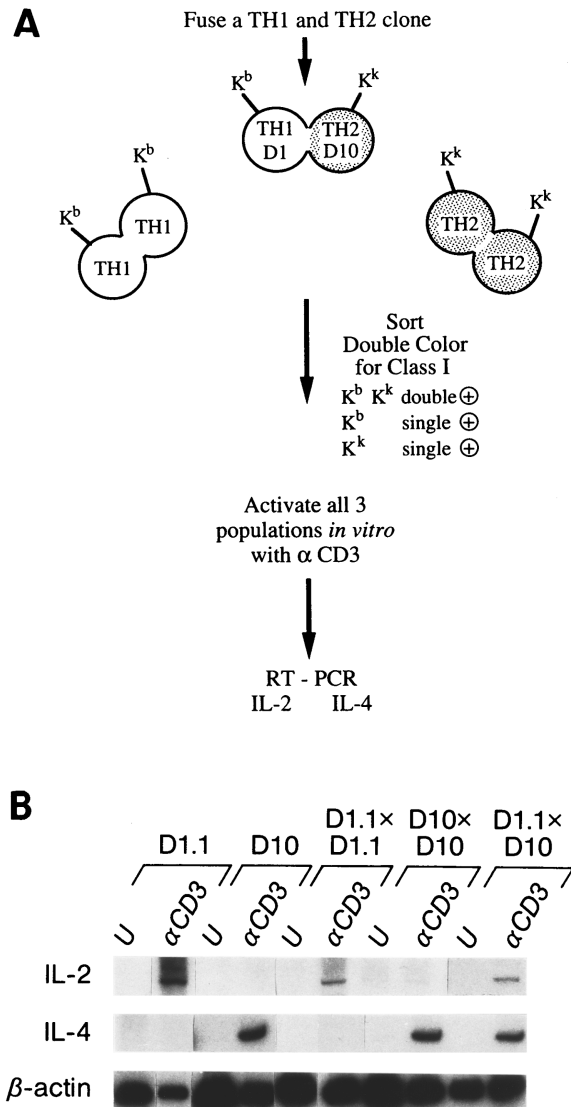 A
Fuse a TH1 and TH2 clone
K^b K^k
TH1 D1
TH2 D10
K^b
K^b
TH1
TH1
K^k
K^k
TH2
TH2
Sort
Double Color
for Class I
K^b K^k double ⊕
K^b single ⊕
K^k single ⊕
Activate all 3
populations in vitro
with α CD3
RT - PCR
IL-2 IL-4
B
D1.1 D10 D1.1× D1.1 D10× D10 D1.1× D10
U αCD3 U αCD3 U αCD3 U αCD3 U αCD3
IL-2
IL-4
β-actin